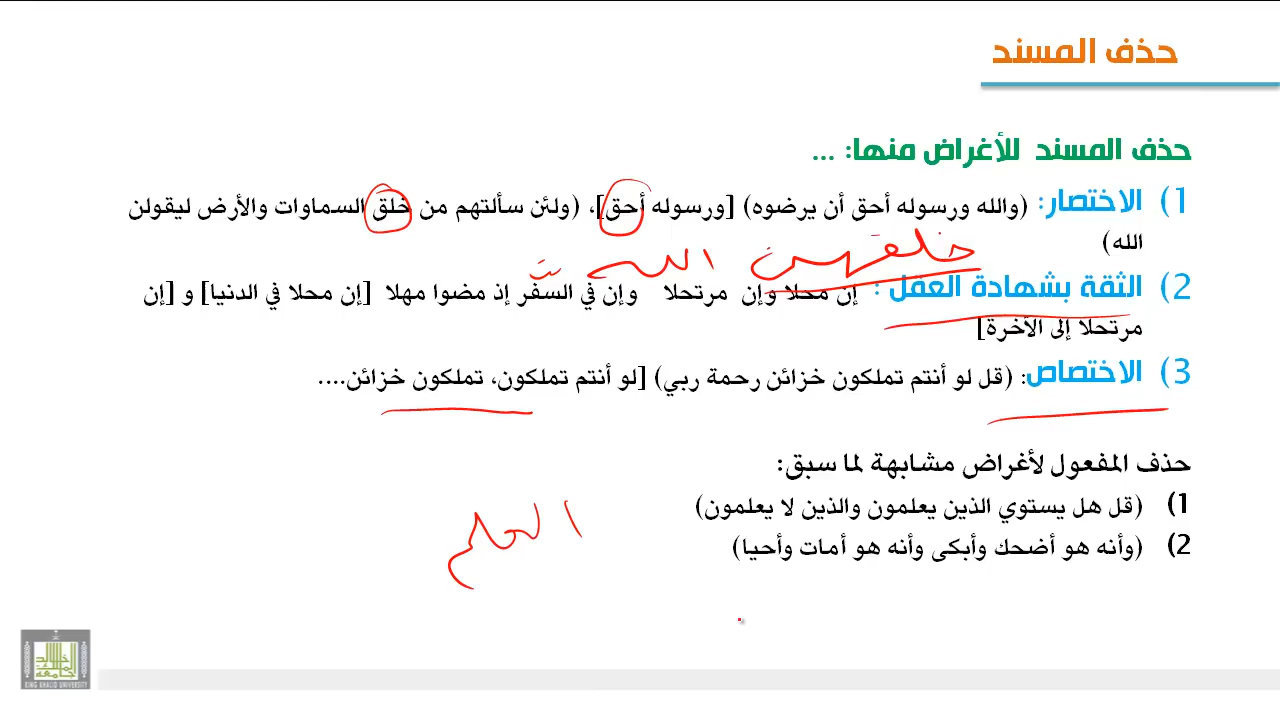 حذف المسند
حذف المسند للأغراض منها: ...
1) الاختصار: (والله ورسوله أحق أن يرضوه) [ورسوله أحق]، (ولئن سألتهم من خلق السماوات والأرض ليقولن
الله)
خلقهن الله
2) الثقة بشهادة العقل : إن محلا وإن مرتحلا وإن في السفر إذ مضوا مهلا [إن محلا في الدنيا] و [إن
مرتحلا إلى الأخرة]
3) الاختصاص: (قل لو أنتم تملكون خزائن رحمة ربي) [لو أنتم تملكون، تملكون خزائن....
حذف المفعول لأغراض مشابهة لما سبق:
1) (قل هل يستوي الذين يعلمون والذين لا يعلمون)
العلم
2) (وأنه هو أضحك وأبكى وأنه هو أمات وأحيا)
KING KHALID UNIVERSITY